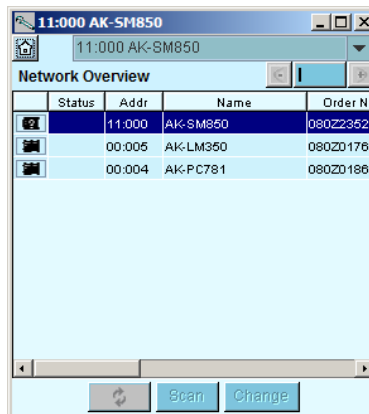 11:000 AK-SM850
11:000 AK-SM850
Network Overview
Status Addr Name Order N
11:000 AK-SM850 080Z2352
00:005 AK-LM350 080Z0176
00:004 AK-PC781 080Z0186
Scan Change